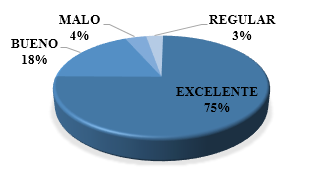 MALO
4%
REGULAR
3%
BUENO
18%
EXCELENTE
75%